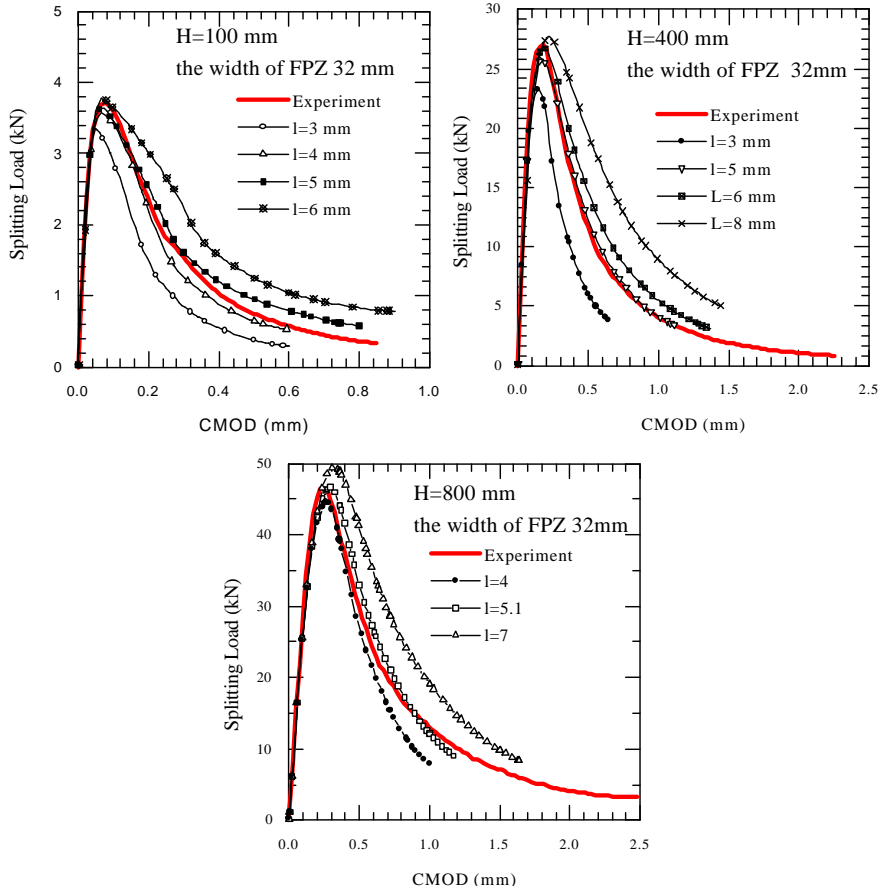 H=100 mm
the width of FPZ 32 mm
Experiment
l=3 mm
l=4 mm
l=5 mm
l=6 mm
Splitting Load (kN)
5
4
3
2
1
0
0.0 0.2 0.4 0.6 0.8 1.0
CMOD (mm)
H=400 mm
the width of FPZ 32mm
Experiment
l=3 mm
l=5 mm
L=6 mm
L=8 mm
Splitting Load (kN)
30
25
20
15
10
5
0
0.0 0.5 1.0 1.5 2.0 2.5
CMOD (mm)
H=800 mm
the width of FPZ 32mm
Experiment
l=4
l=5.1
l=7
Splitting Load (kN)
50
40
30
20
10
0
0.0 0.5 1.0 1.5 2.0 2.5
CMOD (mm)